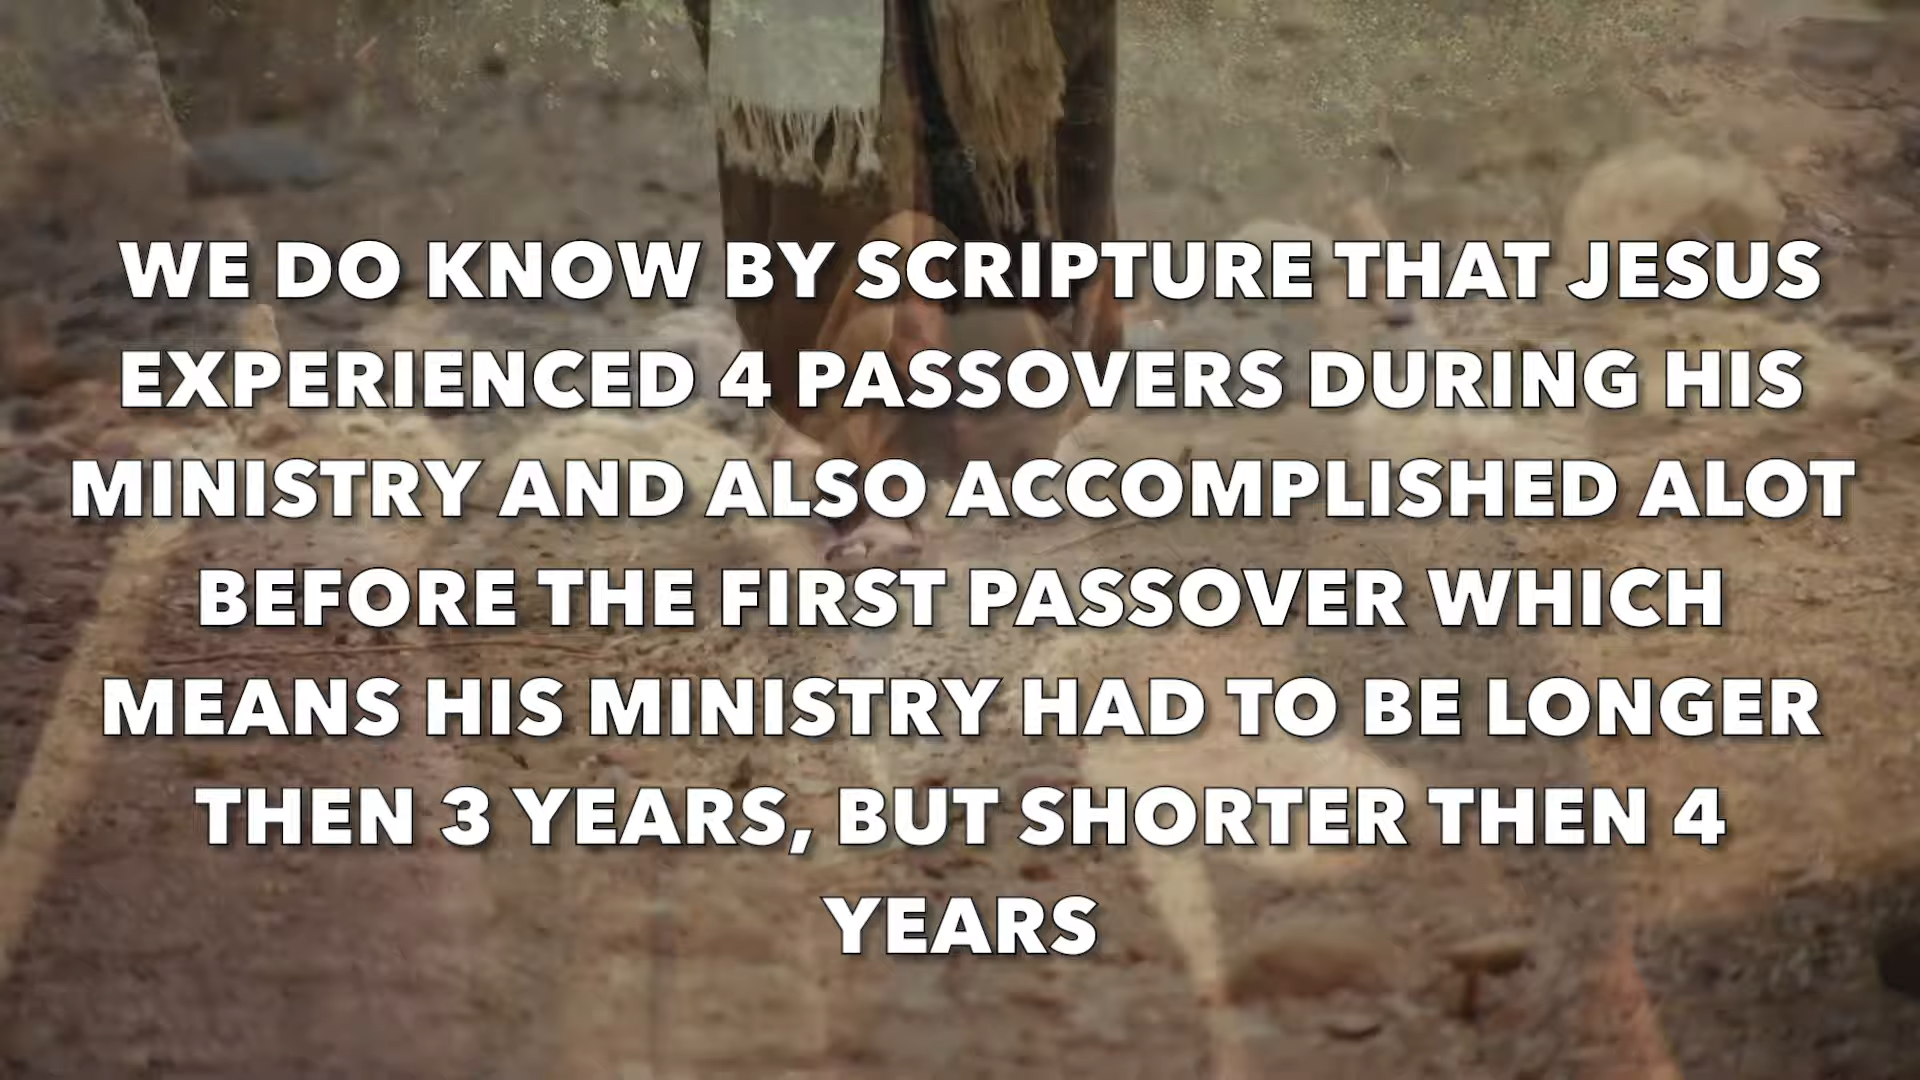 WE DO KNOW BY SCRIPTURE THAT JESUS
EXPERIENCED 4 PASSOVERS DURING HIS
MINISTRY AND ALSO ACCOMPLISHED ALOT
BEFORE THE FIRST PASSOVER WHICH
MEANS HIS MINISTRY HAD TO BE LONGER
THEN 3 YEARS, BUT SHORTER THEN 4
YEARS